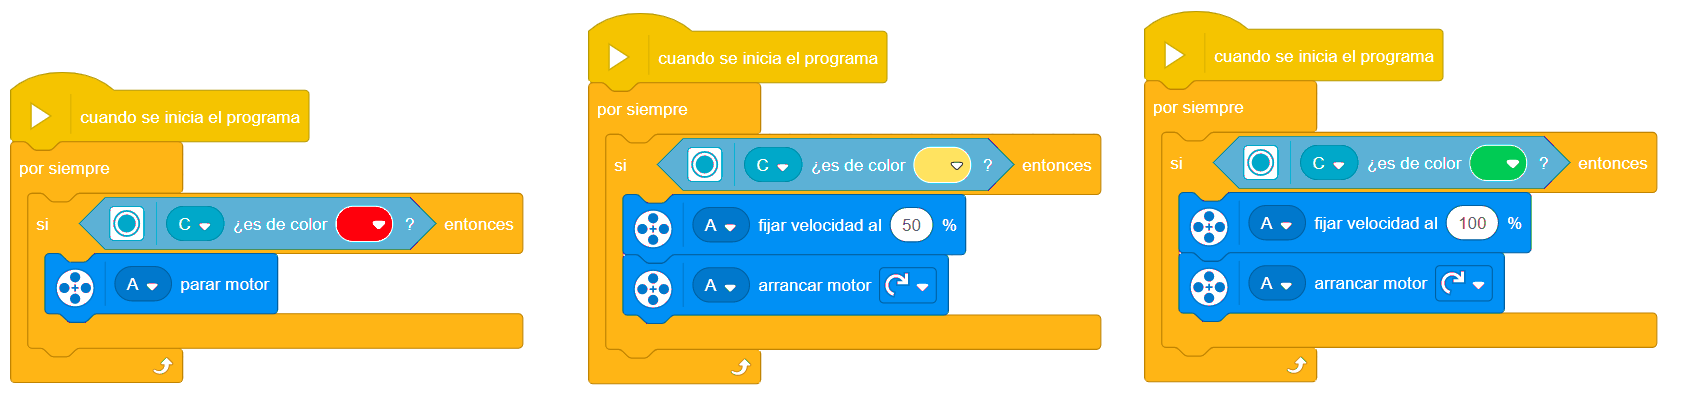 cuando se inicia el programa
por siempre
si C ¿es de color ? entonces
A parar motor
cuando se inicia el programa
por siempre
si C ¿es de color ? entonces
A fijar velocidad al 50 %
A arrancar motor
cuando se inicia el programa
por siempre
si C ¿es de color ? entonces
A fijar velocidad al 100 %
A arrancar motor